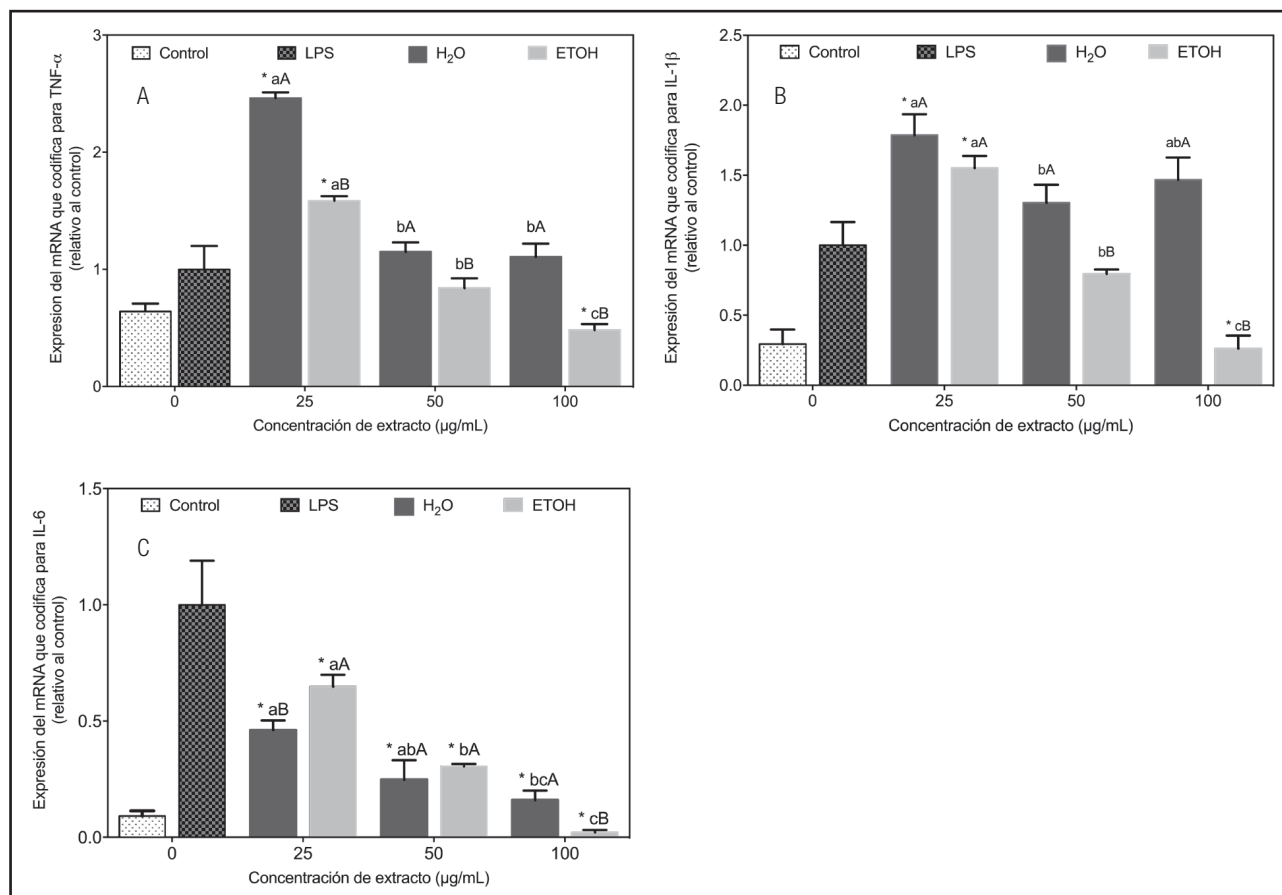 Expresion del mRNA que codifica para TNF-α
(relativo al control)
Control LPS H₂O ETOH
A
3
2
1
0
* aA
* aB
bA
bB
bA
* cB
0 25 50 100
Concentración de extracto (µg/mL)
Expresión del mRNA que codifica para IL-1β
(relativo al control)
Control LPS H₂O ETOH
B
2.5
2.0
1.5
1.0
0.5
0.0
* aA
* aA
bA
bB
abA
* cB
0 25 50 100
Concentración de extracto (µg/mL)
Expresión del mRNA que codifica para IL-6
(relativo al control)
Control LPS H₂O ETOH
C
1.5
1.0
0.5
0.0
* aB
* aA
* abA
* bA
* bcA
* cB
0 25 50 100
Concentración de extracto (µg/mL)